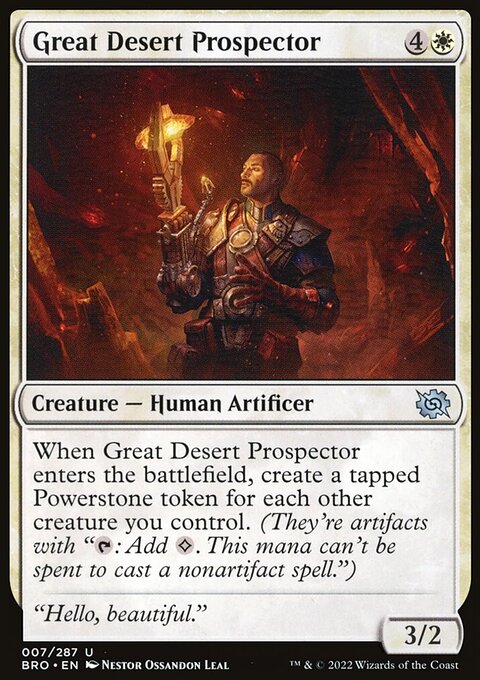 Great Desert Prospector 4
Creature — Human Artificer
When Great Desert Prospector
enters the battlefield, create a tapped
Powerstone token for each other
creature you control. (They're artifacts
with “: Add . This mana can't be
spent to cast a nonartifact spell.”)
“Hello, beautiful.”
3/2
007/287 U
BRO • EN NESTOR OSSANDON LEAL
™ & © 2022 Wizards of the Coast